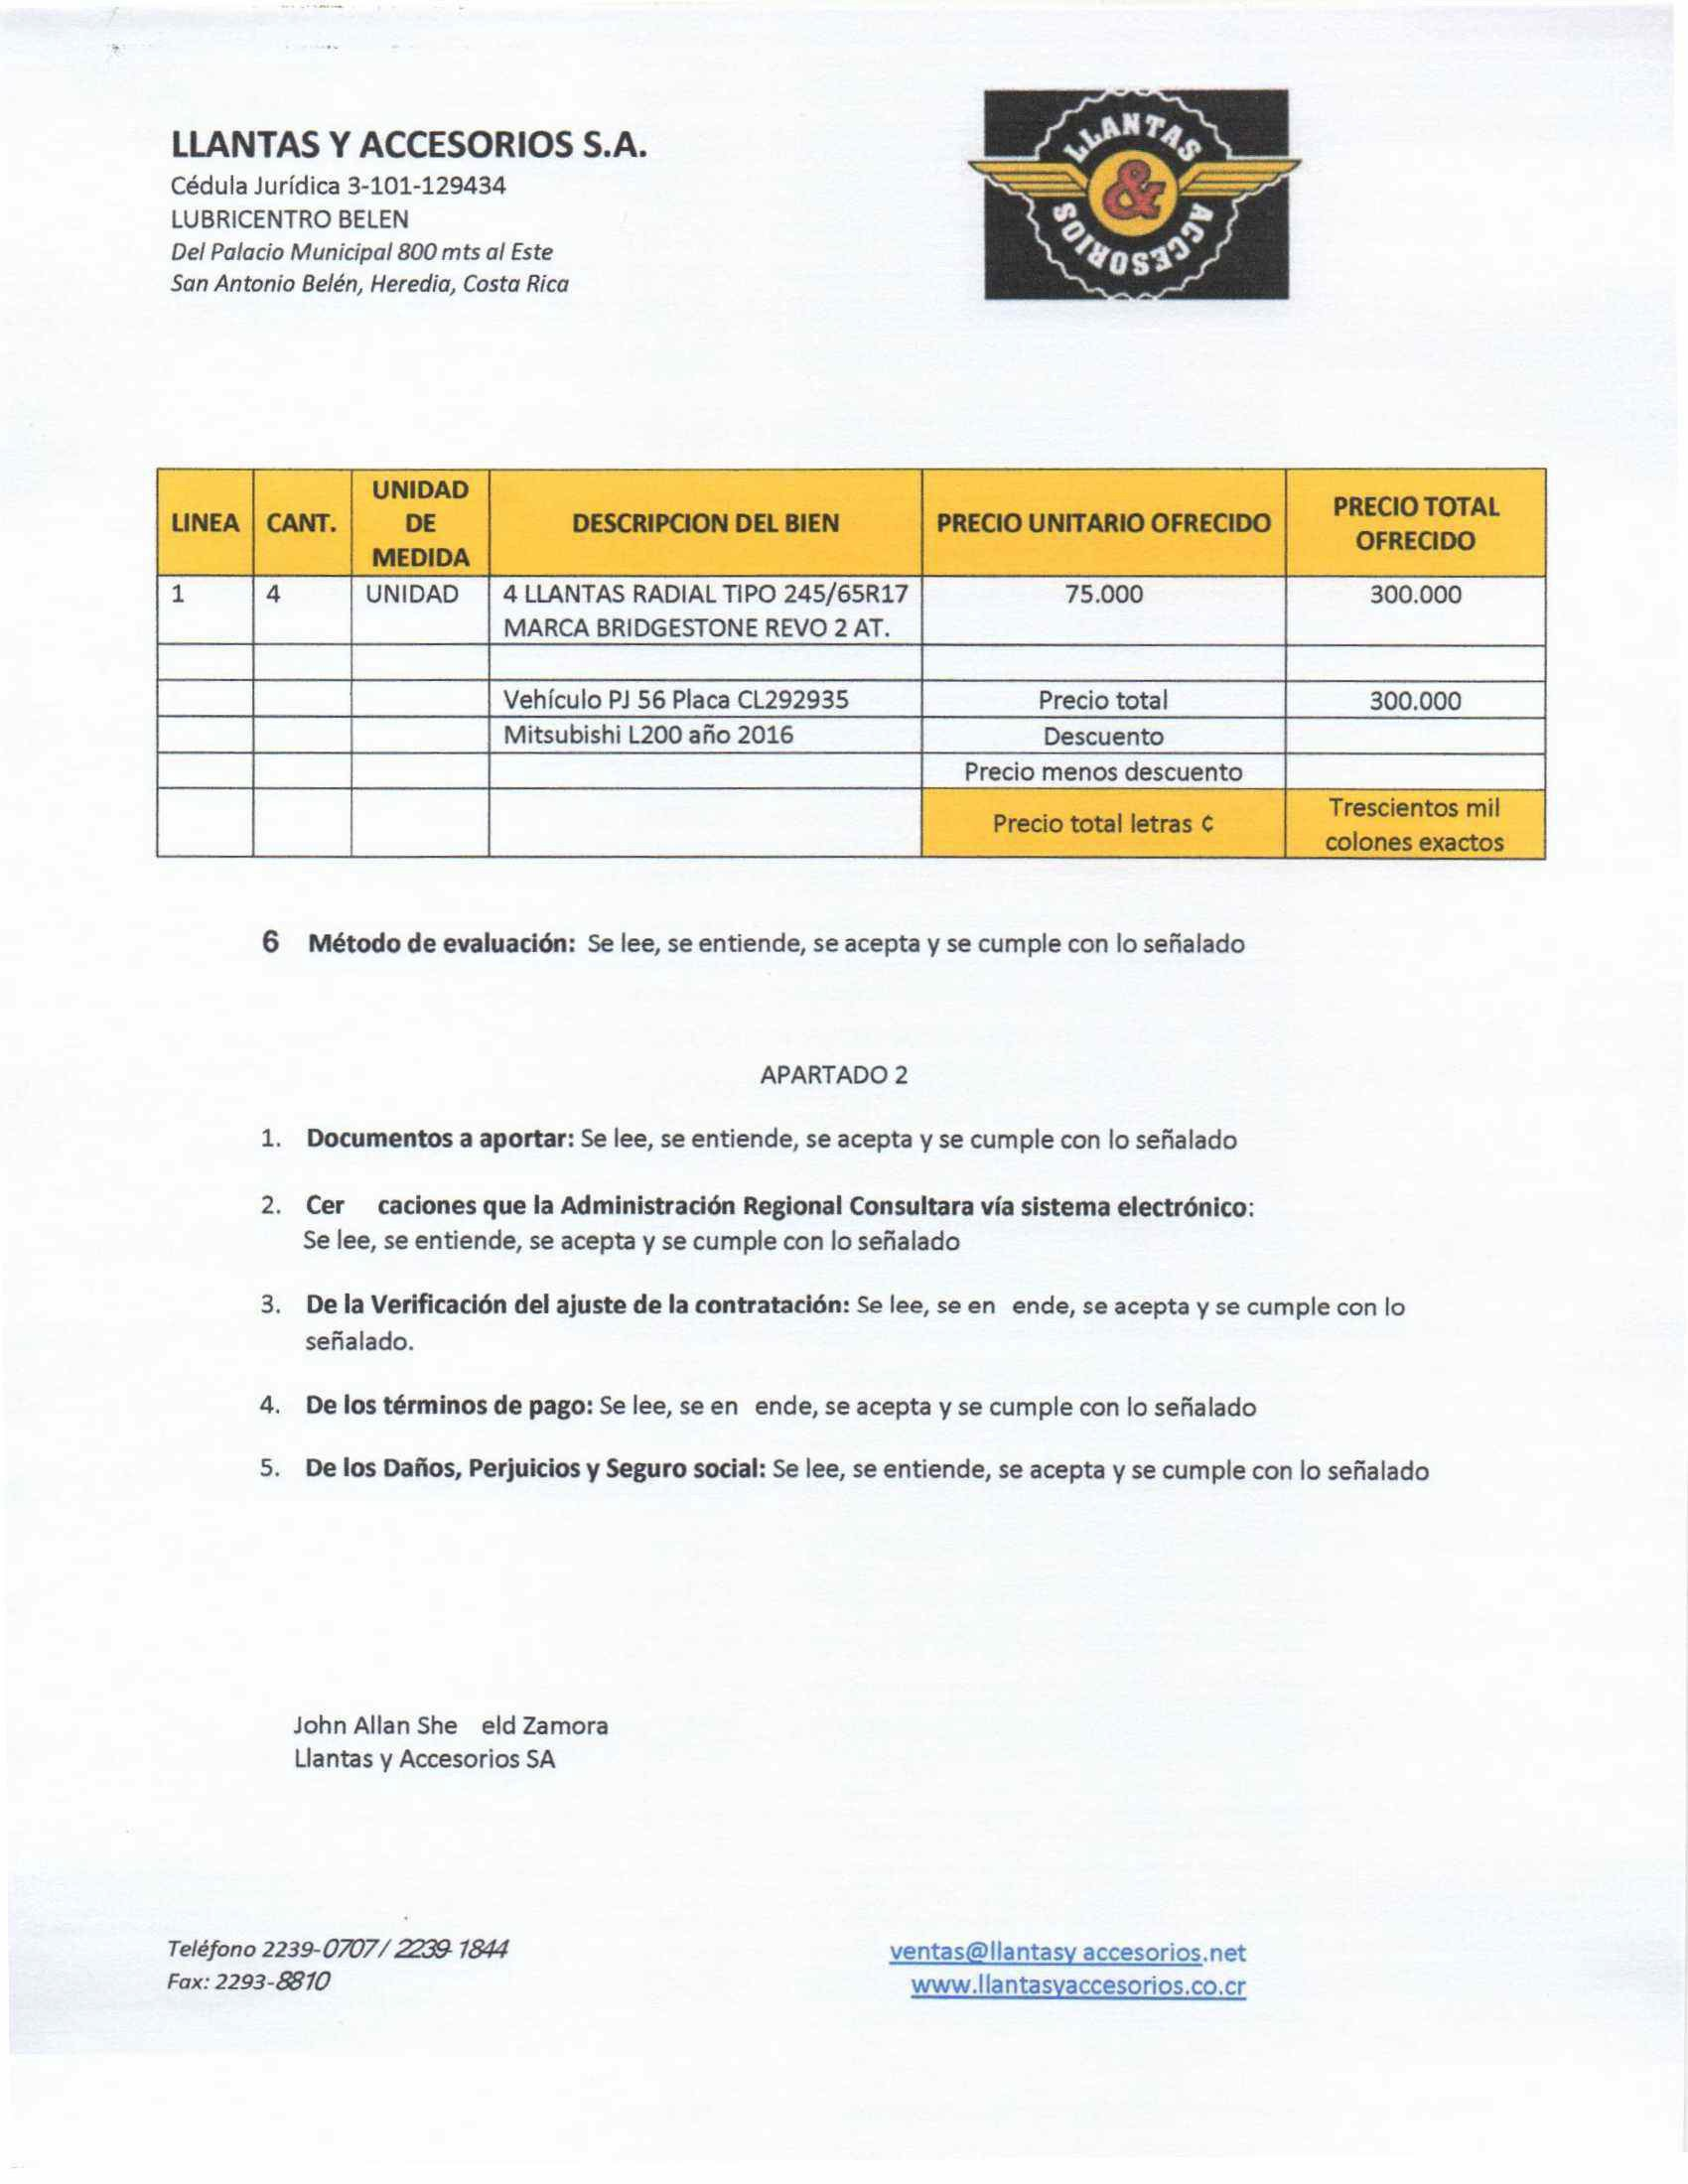 LLANTAS Y ACCESORIOS S.A.
Cédula Jurídica 3-101-129434
LUBRICENTRO BELEN
Del Palacio Municipal 800 mts al Este
San Antonio Belén, Heredia, Costa Rica
LLANTAS
&
ACCESORIOS
LINEA CANT. UNIDAD DE MEDIDA DESCRIPCION DEL BIEN PRECIO UNITARIO OFRECIDO PRECIO TOTAL OFRECIDO
1 4 UNIDAD 4 LLANTAS RADIAL TIPO 245/65R17 75.000 300.000
MARCA BRIDGESTONE REVO 2 AT.
Vehículo PJ 56 Placa CL292935 Precio total 300.000
Mitsubishi L200 año 2016 Descuento
Precio menos descuento
Precio total letras ¢ Trescientos mil colones exactos
6 Método de evaluación: Se lee, se entiende, se acepta y se cumple con lo señalado
APARTADO 2
1. Documentos a aportar: Se lee, se entiende, se acepta y se cumple con lo señalado
2. Cer caciones que la Administración Regional Consultara vía sistema electrónico:
Se lee, se entiende, se acepta y se cumple con lo señalado
3. De la Verificación del ajuste de la contratación: Se lee, se en ende, se acepta y se cumple con lo
señalado.
4. De los términos de pago: Se lee, se en ende, se acepta y se cumple con lo señalado
5. De los Daños, Perjuicios y Seguro social: Se lee, se entiende, se acepta y se cumple con lo señalado
John Allan She eld Zamora
Llantas y Accesorios SA
Teléfono 2239-0707/ 2239-1844
Fax: 2293-8810
ventas@llantasy accesorios.net
www.llantasyaccesorios.co.cr